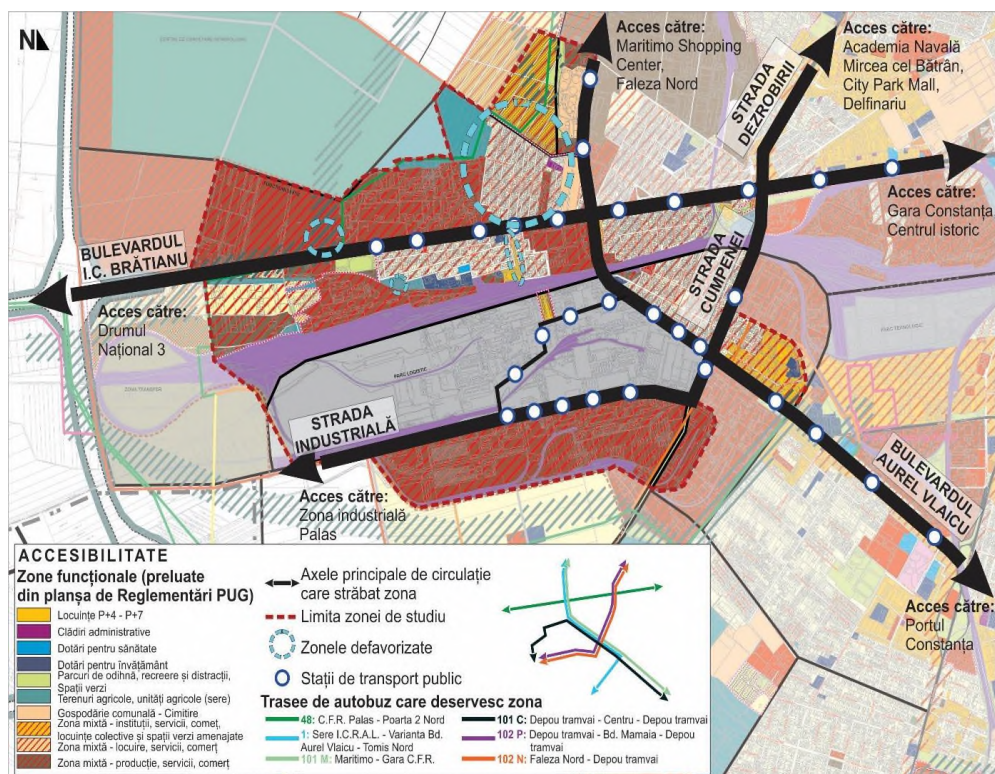 N
Acces către:
Maritimo Shopping
Center,
Faleza Nord
STRADA
DEZROBIRII
Acces către:
Academia Navală
Mircea cel Bătrân,
City Park Mall,
Delfinariu
Acces către:
Gara Constanța
Centrul istoric
BULEVARDUL
I.C. BRĂTIANU
Acces către:
Drumul
Național 3
STRADA
CUMPENEI
ZONA TRANSFER
PARC LOGISTIC
STRADA
INDUSTRIALĂ
Acces către:
Zona industrială
Palas
BULEVARDUL
AUREL VLAICU
Acces către:
Portul
Constanța
ACCESIBILITATE
Zone funcționale (preluate
din planșa de Reglementări PUG)
Locuințe P+4 - P+7
Clădiri administrative
Dotări pentru sănătate
Dotări pentru învățământ
Parcuri de odihnă, recreere și distracții,
Spații verzi
Terenuri agricole, unități agricole (sere)
Gospodărie comunală - Cimitire
Zona mixtă - instituții, servicii, comeț,
locuințe colective și spații verzi amenajate
Zona mixtă - locuire, servicii, comerț
Zona mixtă - producție, servicii, comerț
Axele principale de circulație
care străbat zona
Limita zonei de studiu
Zonele defavorizate
Stații de transport public
Trasee de autobuz care deservesc zona
48: C.F.R. Palas - Poarta 2 Nord
1: Sere I.C.R.A.L. - Varianta Bd.
Aurel Vlaicu - Tomis Nord
101 M: Maritimo - Gara C.F.R.
101 C: Depou tramvai - Centru - Depou tramvai
102 P: Depou tramvai - Bd. Mamaia - Depou
tramvai
102 N: Faleza Nord - Depou tramvai